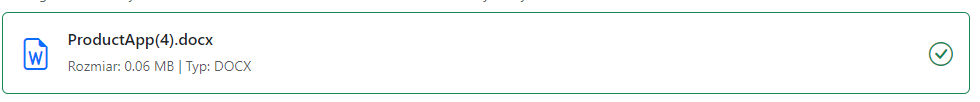 ProductApp(4).docx
Rozmiar: 0.06 MB | Typ: DOCX